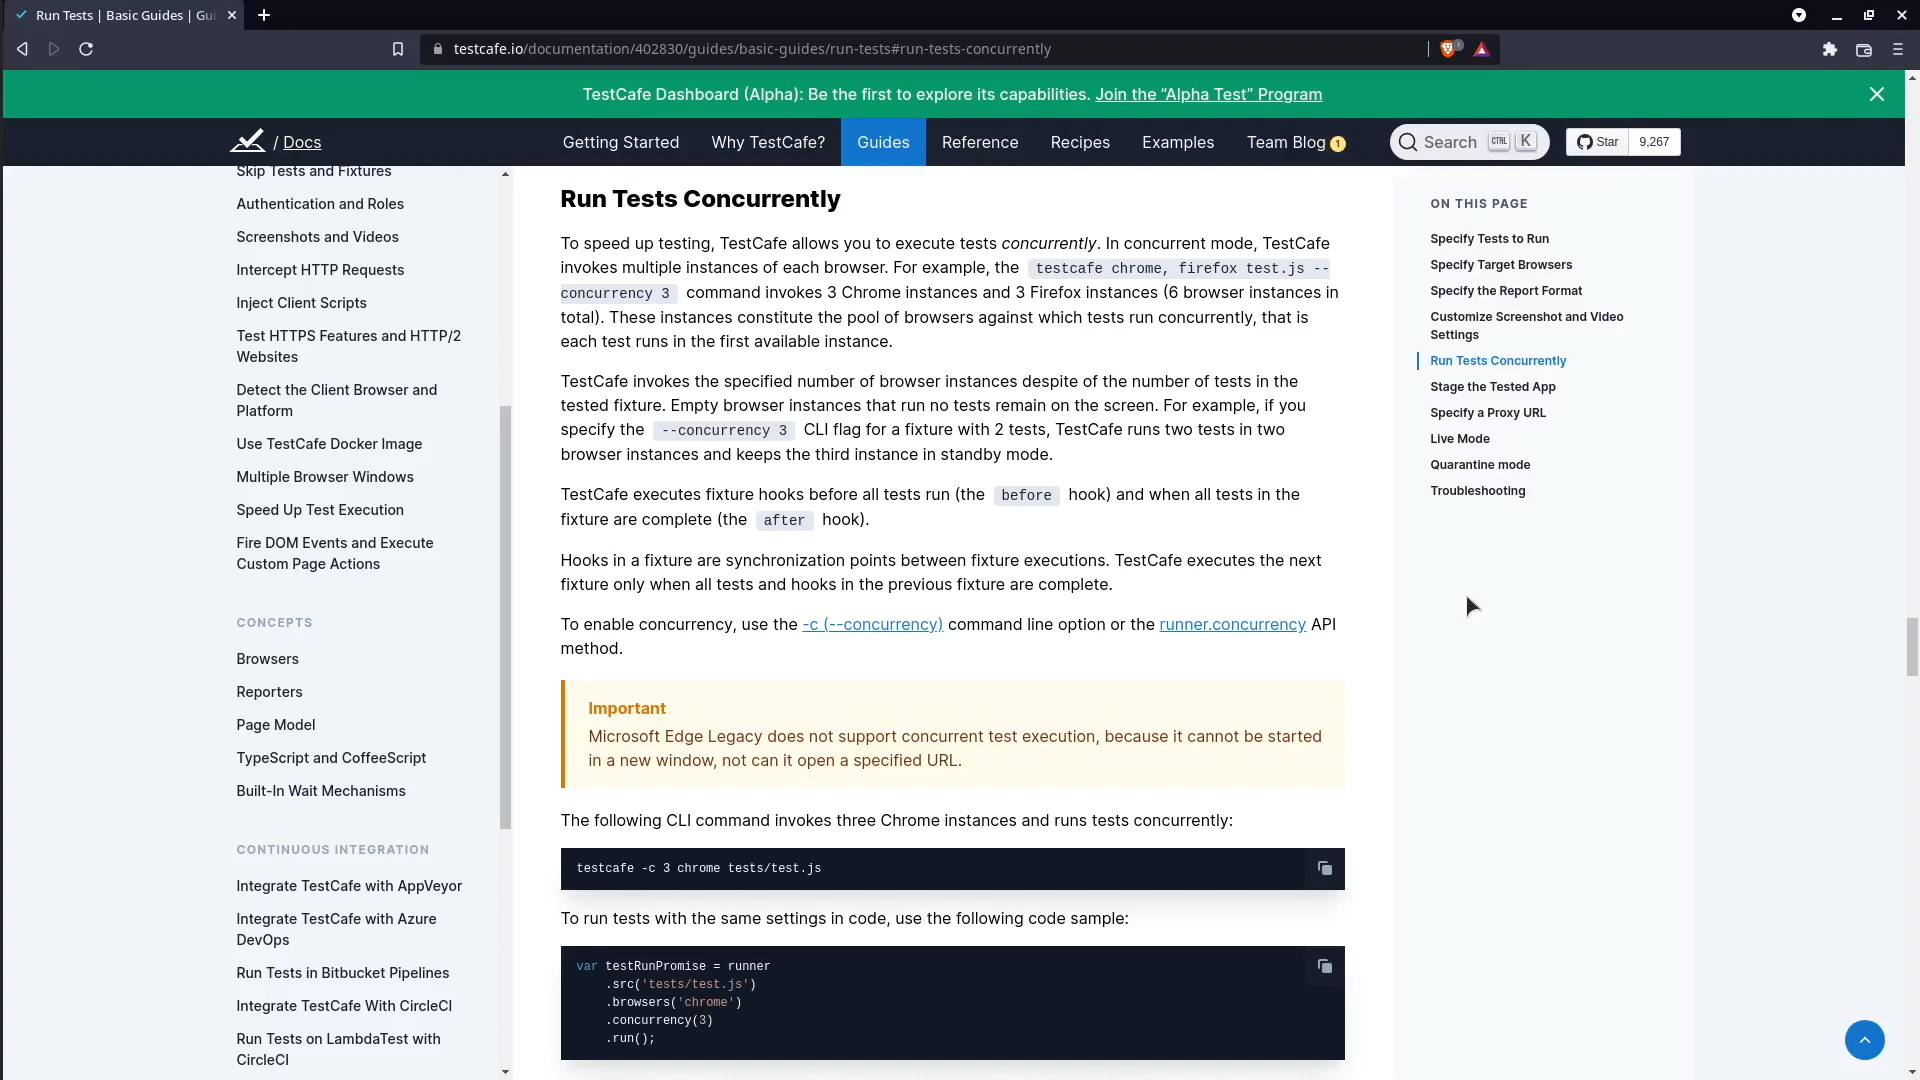 Run Tests | Basic Guides | Gui
testcafe.io/documentation/402830/guides/basic-guides/run-tests#run-tests-concurrently
1
TestCafe Dashboard (Alpha): Be the first to explore its capabilities. Join the “Alpha Test” Program
/ Docs
Getting Started
Why TestCafe?
Guides
Reference
Recipes
Examples
Team Blog 1
Search CTRL K
Star 9,267
Skip Tests and Fixtures
Authentication and Roles
Screenshots and Videos
Intercept HTTP Requests
Inject Client Scripts
Test HTTPS Features and HTTP/2
Websites
Detect the Client Browser and
Platform
Use TestCafe Docker Image
Multiple Browser Windows
Speed Up Test Execution
Fire DOM Events and Execute
Custom Page Actions
CONCEPTS
Browsers
Reporters
Page Model
TypeScript and CoffeeScript
Built-In Wait Mechanisms
CONTINUOUS INTEGRATION
Integrate TestCafe with AppVeyor
Integrate TestCafe with Azure
DevOps
Run Tests in Bitbucket Pipelines
Integrate TestCafe With CircleCI
Run Tests on LambdaTest with
CircleCI
Run Tests Concurrently
To speed up testing, TestCafe allows you to execute tests concurrently. In concurrent mode, TestCafe
invokes multiple instances of each browser. For example, the testcafe chrome, firefox test.js --
concurrency 3 command invokes 3 Chrome instances and 3 Firefox instances (6 browser instances in
total). These instances constitute the pool of browsers against which tests run concurrently, that is
each test runs in the first available instance.
TestCafe invokes the specified number of browser instances despite of the number of tests in the
tested fixture. Empty browser instances that run no tests remain on the screen. For example, if you
specify the --concurrency 3 CLI flag for a fixture with 2 tests, TestCafe runs two tests in two
browser instances and keeps the third instance in standby mode.
TestCafe executes fixture hooks before all tests run (the before hook) and when all tests in the
fixture are complete (the after hook).
Hooks in a fixture are synchronization points between fixture executions. TestCafe executes the next
fixture only when all tests and hooks in the previous fixture are complete.
To enable concurrency, use the -c (--concurrency) command line option or the runner.concurrency API
method.
Important
Microsoft Edge Legacy does not support concurrent test execution, because it cannot be started
in a new window, not can it open a specified URL.
The following CLI command invokes three Chrome instances and runs tests concurrently:
testcafe -c 3 chrome tests/test.js
To run tests with the same settings in code, use the following code sample:
var testRunPromise = runner
.src('tests/test.js')
.browsers('chrome')
.concurrency(3)
.run();
ON THIS PAGE
Specify Tests to Run
Specify Target Browsers
Specify the Report Format
Customize Screenshot and Video
Settings
Run Tests Concurrently
Stage the Tested App
Specify a Proxy URL
Live Mode
Quarantine mode
Troubleshooting